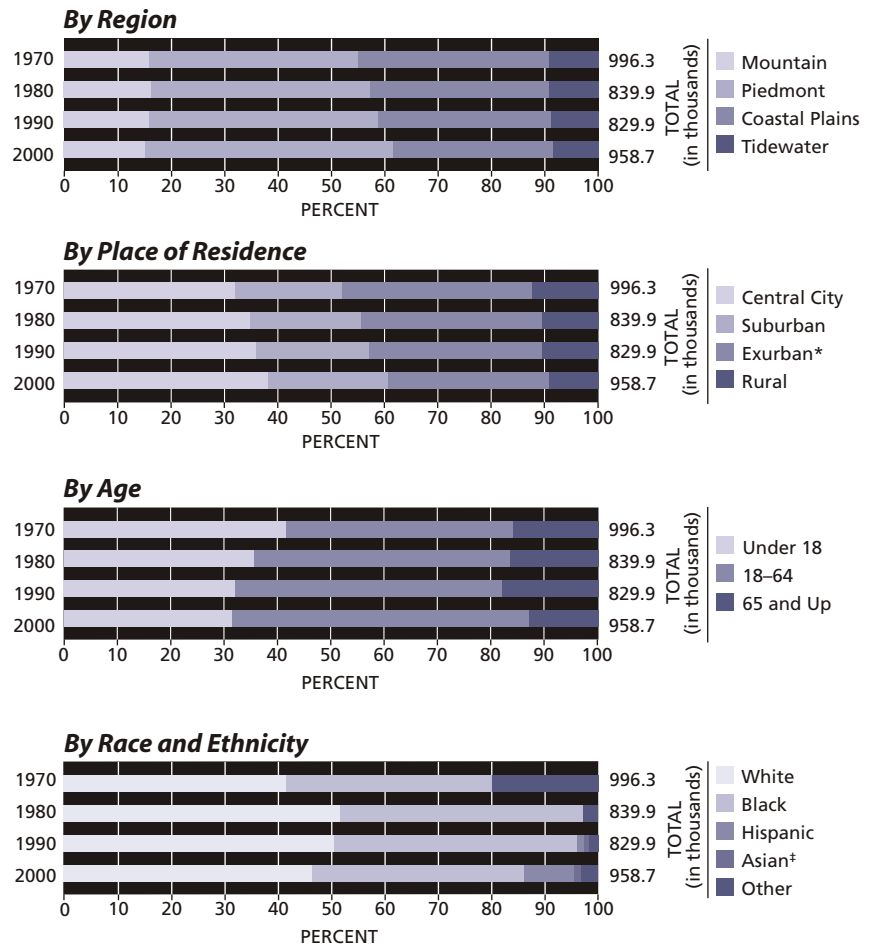 By Region
1970
996.3
1980
839.9
1990
829.9
2000
958.7
0 10 20 30 40 50 60 70 80 90 100
PERCENT
TOTAL
(in thousands)
Mountain
Piedmont
Coastal Plains
Tidewater
By Place of Residence
1970
996.3
1980
839.9
1990
829.9
2000
958.7
0 10 20 30 40 50 60 70 80 90 100
PERCENT
TOTAL
(in thousands)
Central City
Suburban
Exurban*
Rural
By Age
1970
996.3
1980
839.9
1990
829.9
2000
958.7
0 10 20 30 40 50 60 70 80 90 100
PERCENT
TOTAL
(in thousands)
Under 18
18–64
65 and Up
By Race and Ethnicity
1970
996.3
1980
839.9
1990
829.9
2000
958.7
0 10 20 30 40 50 60 70 80 90 100
PERCENT
TOTAL
(in thousands)
White
Black
Hispanic
Asian‡
Other